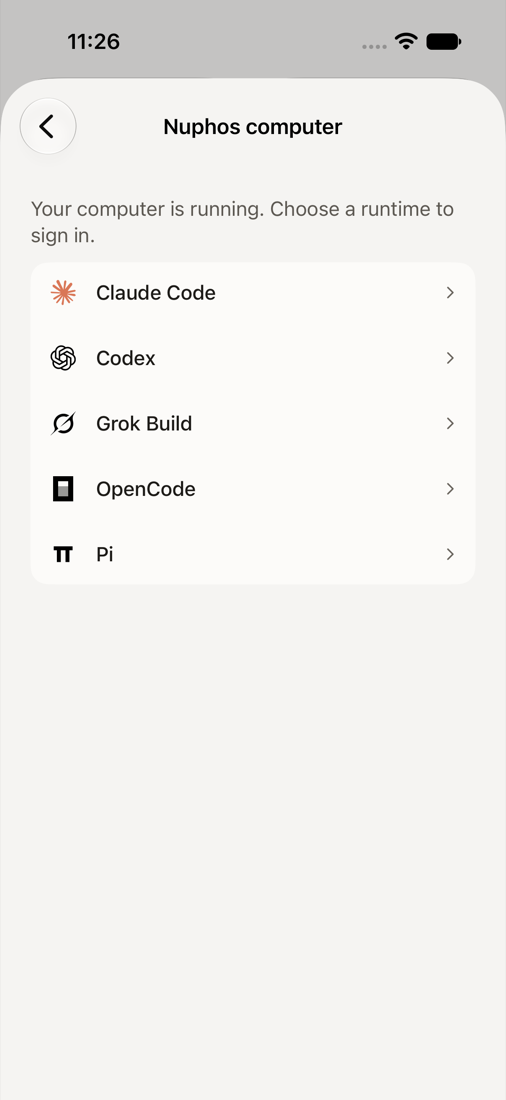 11:26
Nuphos computer
Your computer is running. Choose a runtime to
sign in.
Claude Code
Codex
Grok Build
OpenCode
Pi